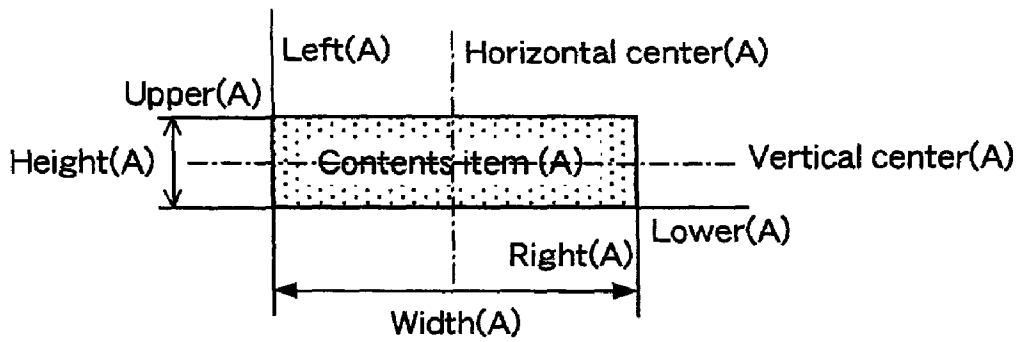 Left(A)
Horizontal center(A)
Upper(A)
Height(A)
Contents item (A)
Vertical center(A)
Lower(A)
Right(A)
Width(A)